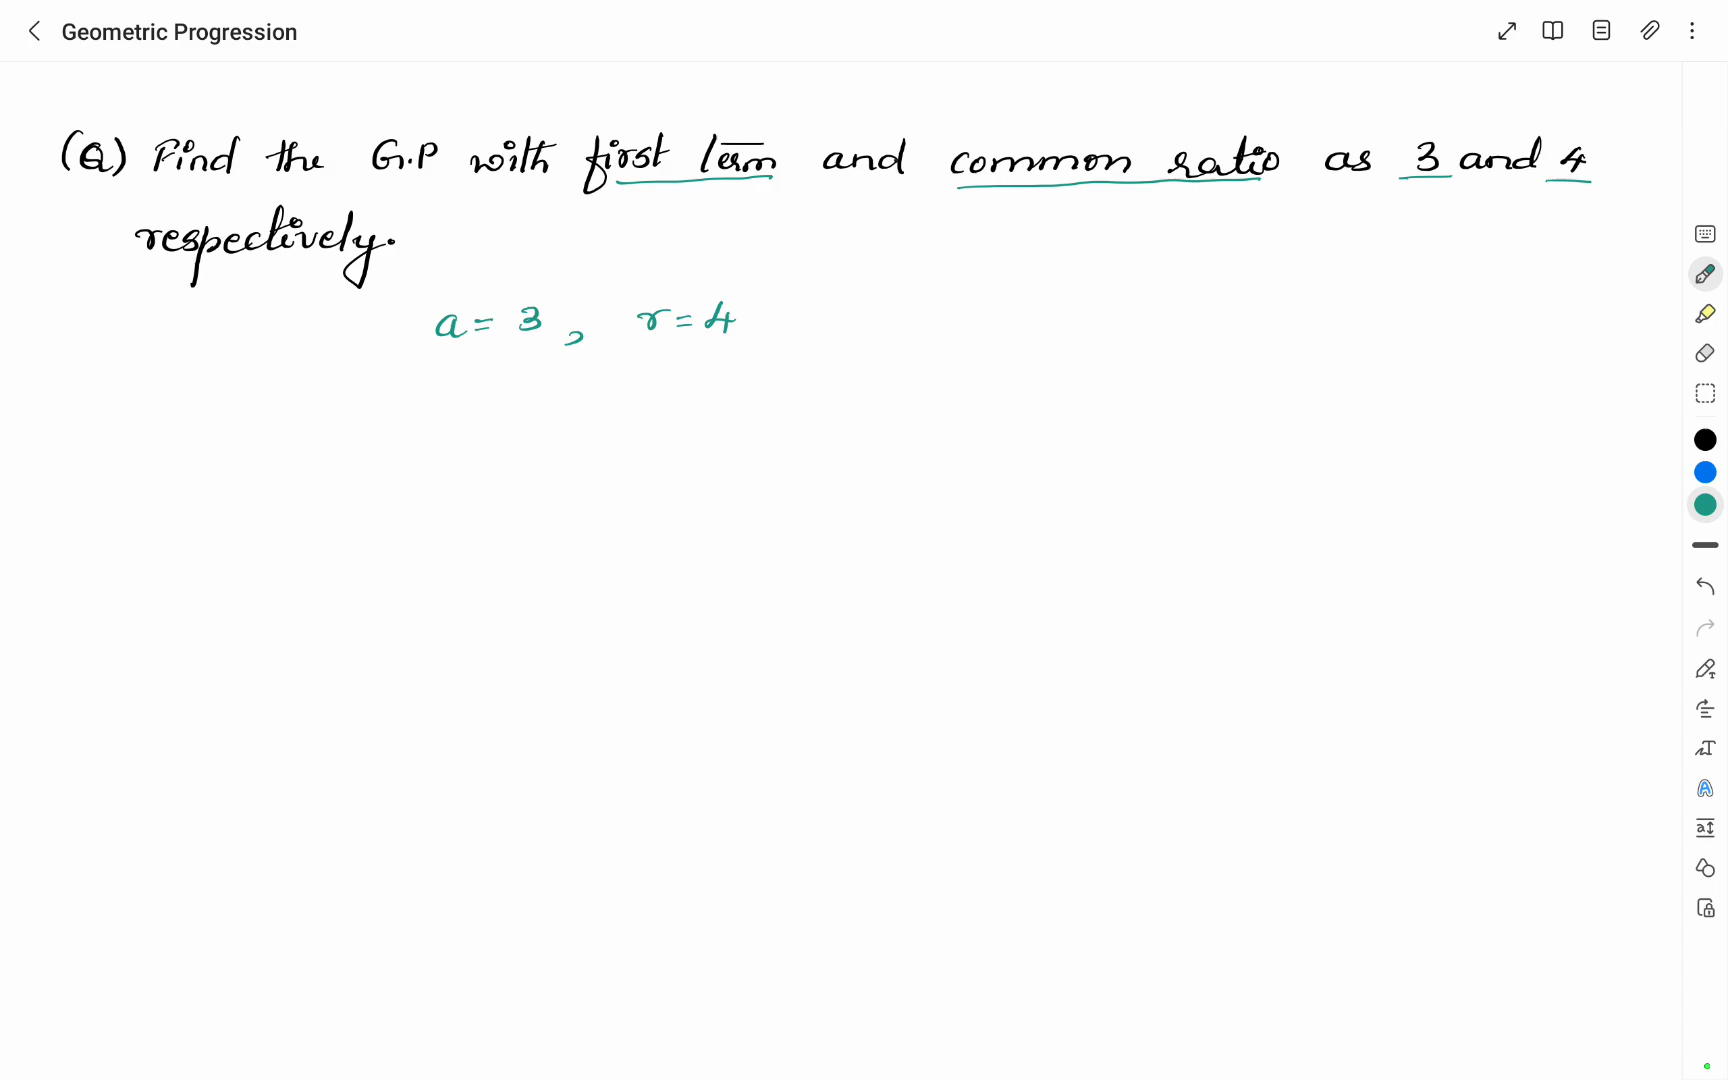 Geometric Progression
(Q) Find the G.P with first term and common ratio as 3 and 4
respectively.
a = 3 , r = 4